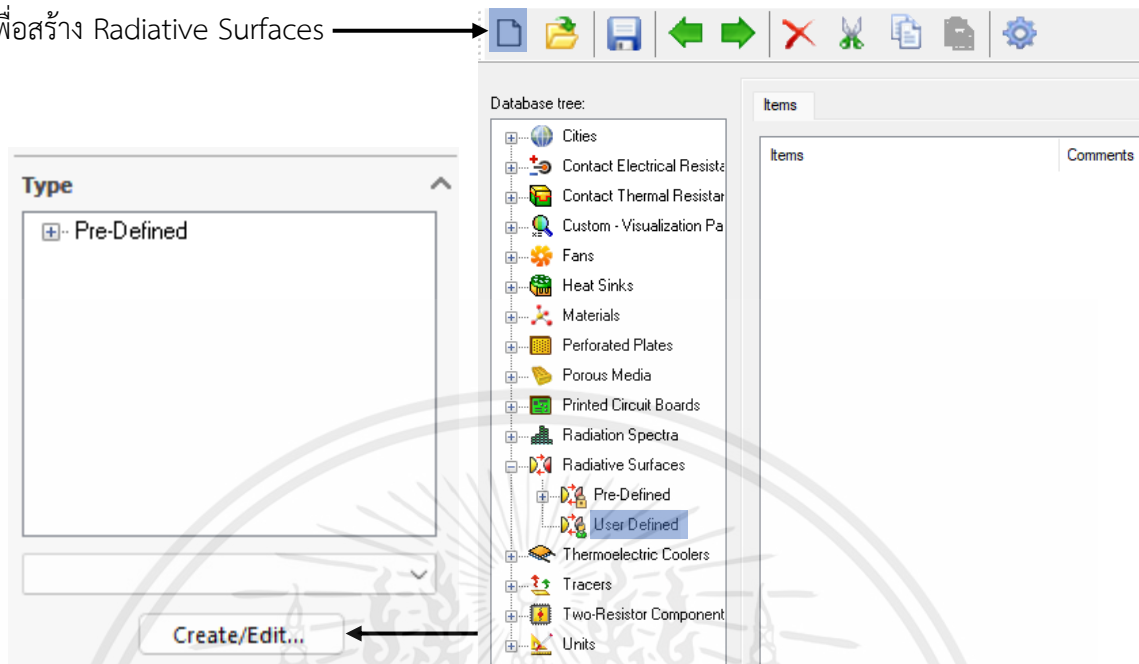 พื่อสร้าง Radiative Surfaces
Database tree:
Items
Cities
Items
Comments
Contact Electrical Resista
Contact Thermal Resistar
Custom - Visualization Pa
Fans
Heat Sinks
Materials
Perforated Plates
Porous Media
Printed Circuit Boards
Radiation Spectra
Radiative Surfaces
Pre-Defined
User Defined
Thermoelectric Coolers
Tracers
Two-Resistor Component
Units
Type
Pre-Defined
Create/Edit...